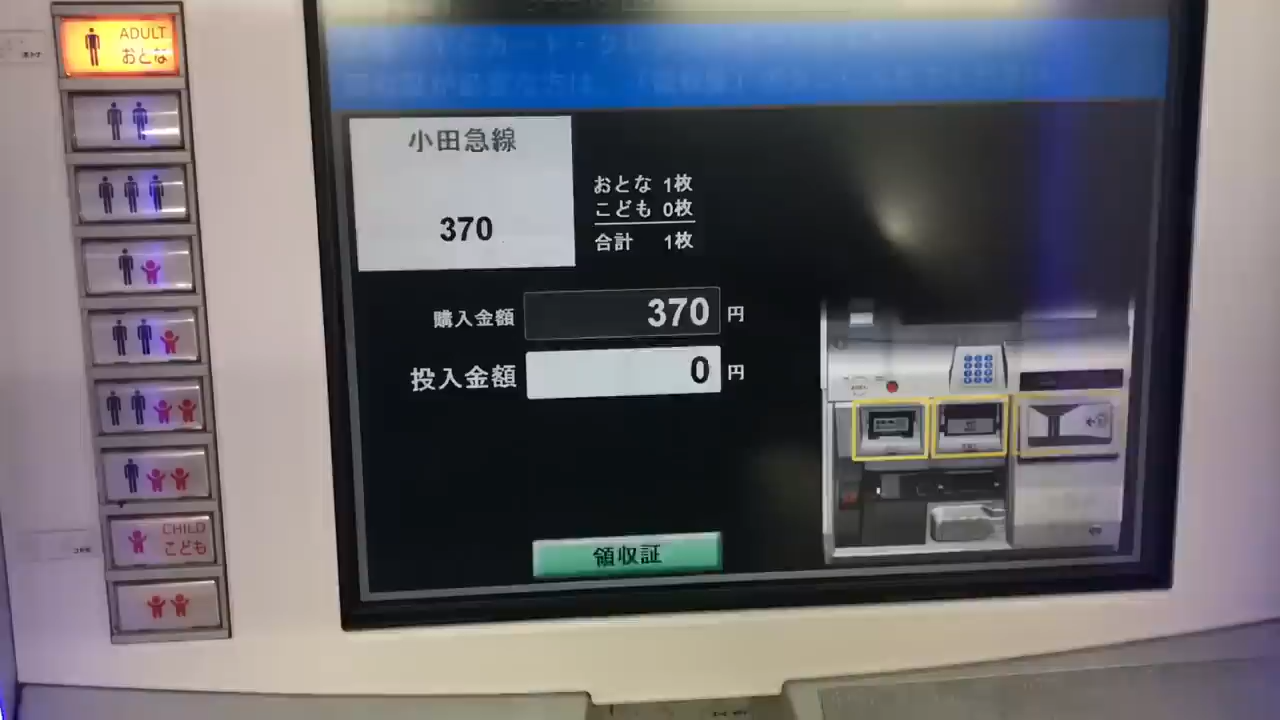 ADULT
おとな
CHILD
こども
小田急線
370
おとな 1枚
こども 0枚
合計 1枚
購入金額 370 円
投入金額 0 円
領収証